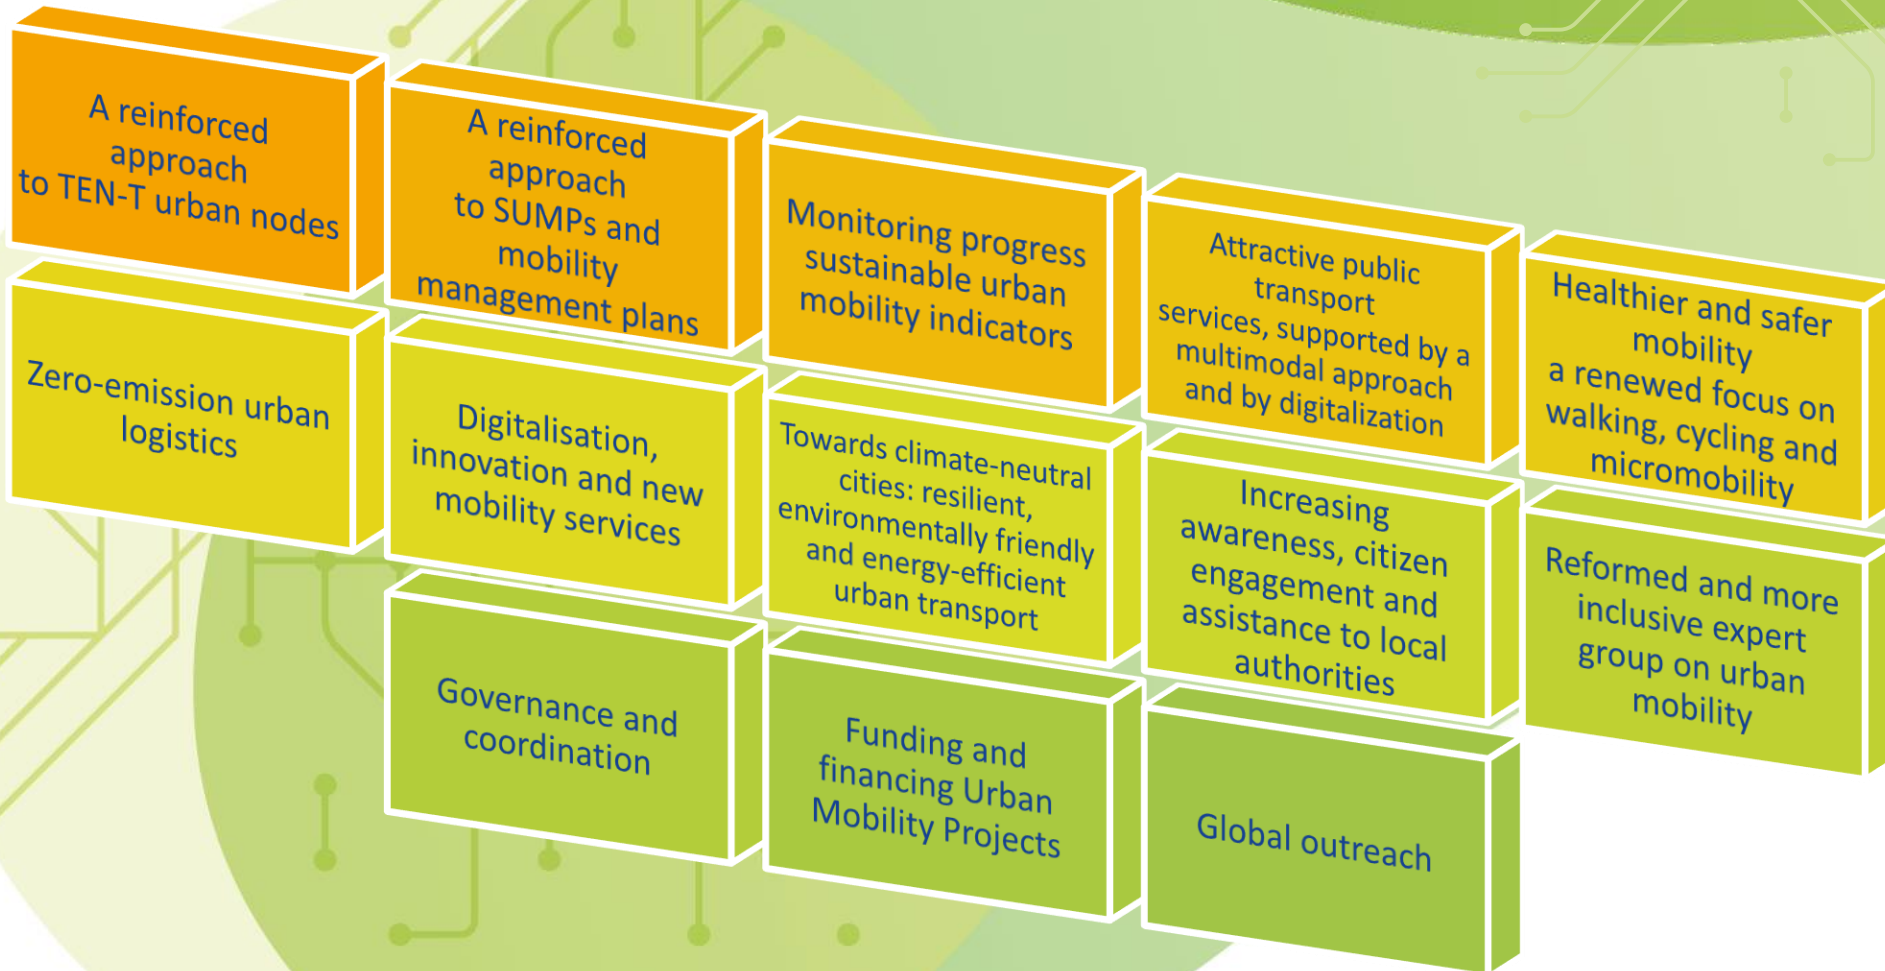 A reinforced
approach
to TEN-T urban nodes
A reinforced
approach
to SUMPs and
mobility
management plans
Monitoring progress
sustainable urban
mobility indicators
Attractive public
transport
services, supported by a
multimodal approach
and by digitalization
Healthier and safer
mobility
a renewed focus on
walking, cycling and
micromobility
Zero-emission urban
logistics
Digitalisation,
innovation and new
mobility services
Towards climate-neutral
cities: resilient,
environmentally friendly
and energy-efficient
urban transport
Increasing
awareness, citizen
engagement and
assistance to local
authorities
Reformed and more
inclusive expert
group on urban
mobility
Governance and
coordination
Funding and
financing Urban
Mobility Projects
Global outreach